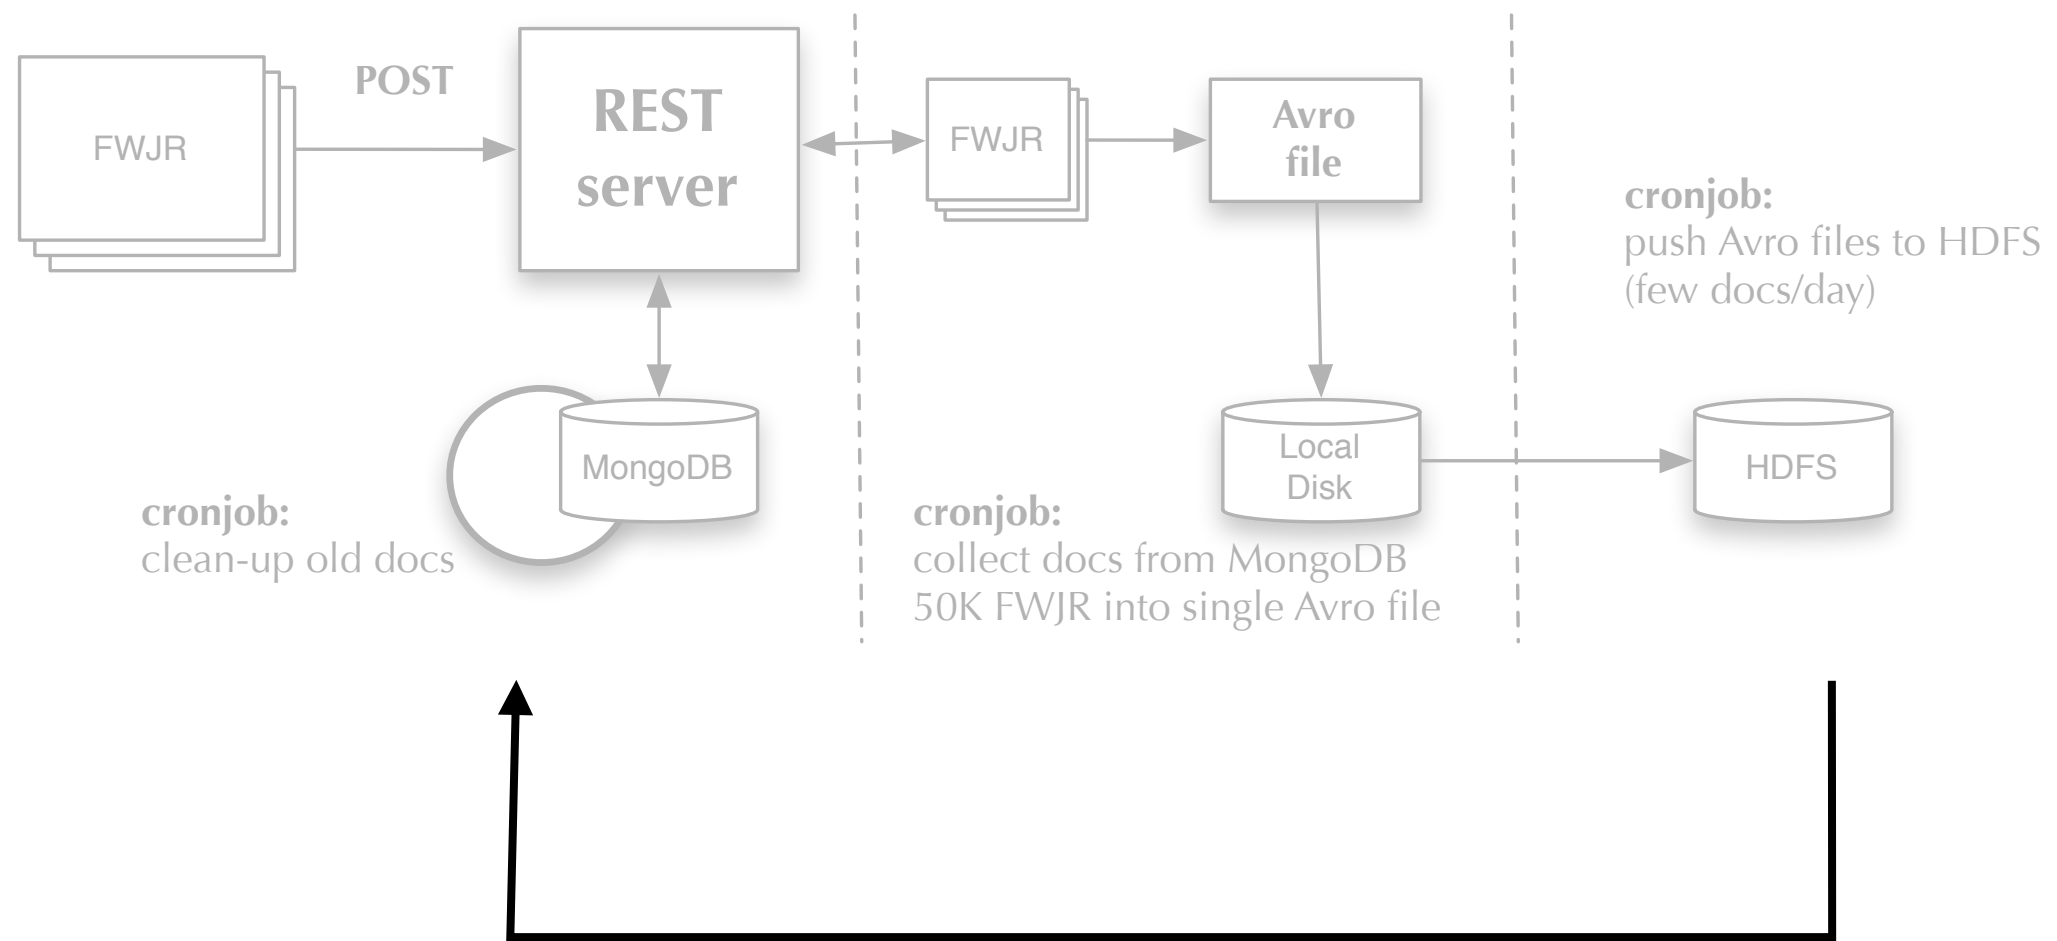 FWJR
POST
REST
server
FWJR
Avro
file
cronjob:
push Avro files to HDFS
(few docs/day)
MongoDB
cronjob:
clean-up old docs
Local
Disk
cronjob:
collect docs from MongoDB
50K FWJR into single Avro file
HDFS